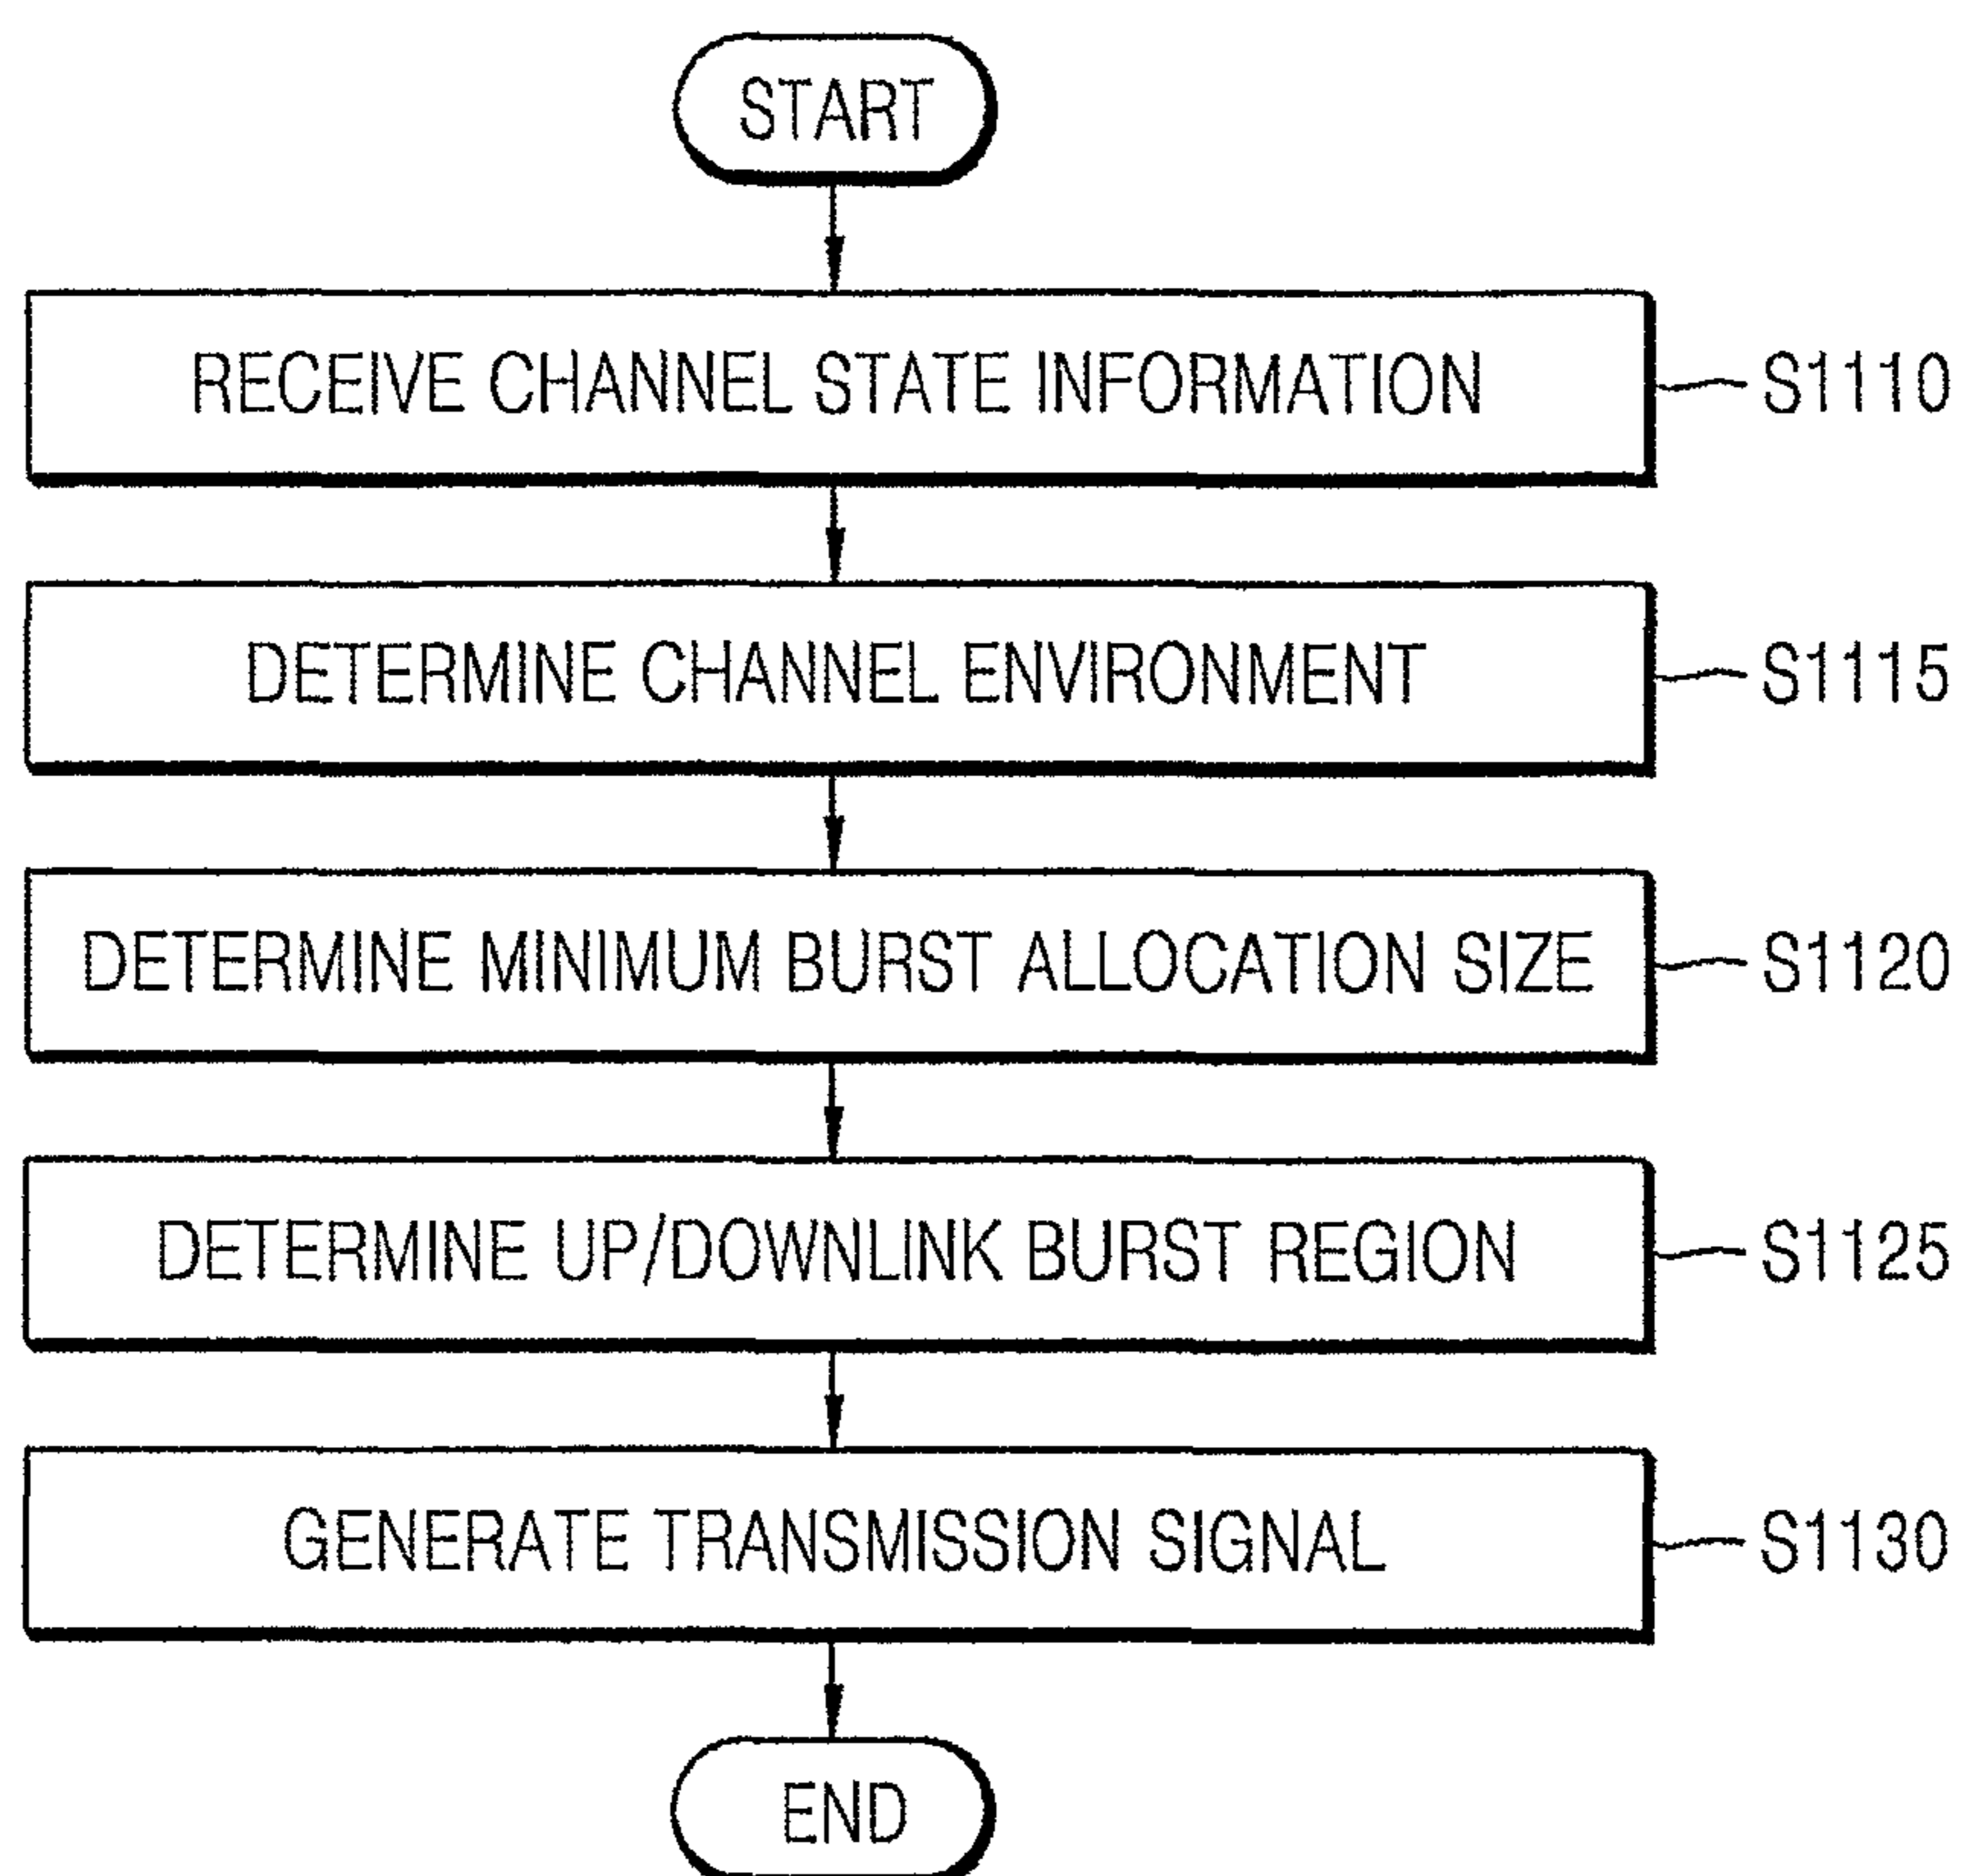 START
RECEIVE CHANNEL STATE INFORMATION
S1110
DETERMINE CHANNEL ENVIRONMENT
S1115
DETERMINE MINIMUM BURST ALLOCATION SIZE
S1120
DETERMINE UP/DOWNLINK BURST REGION
S1125
GENERATE TRANSMISSION SIGNAL
S1130
END